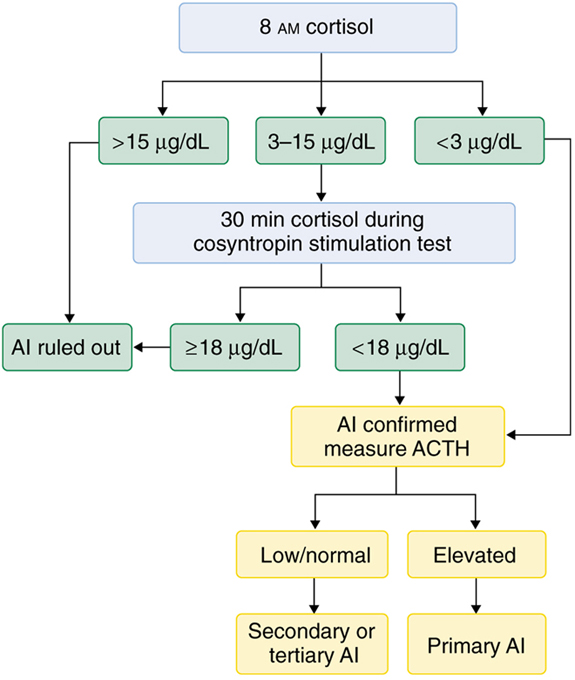 8 AM cortisol
>15 μg/dL
3–15 μg/dL
<3 μg/dL
30 min cortisol during
cosyntropin stimulation test
AI ruled out
≥18 μg/dL
<18 μg/dL
AI confirmed
measure ACTH
Low/normal
Elevated
Secondary or
tertiary AI
Primary AI